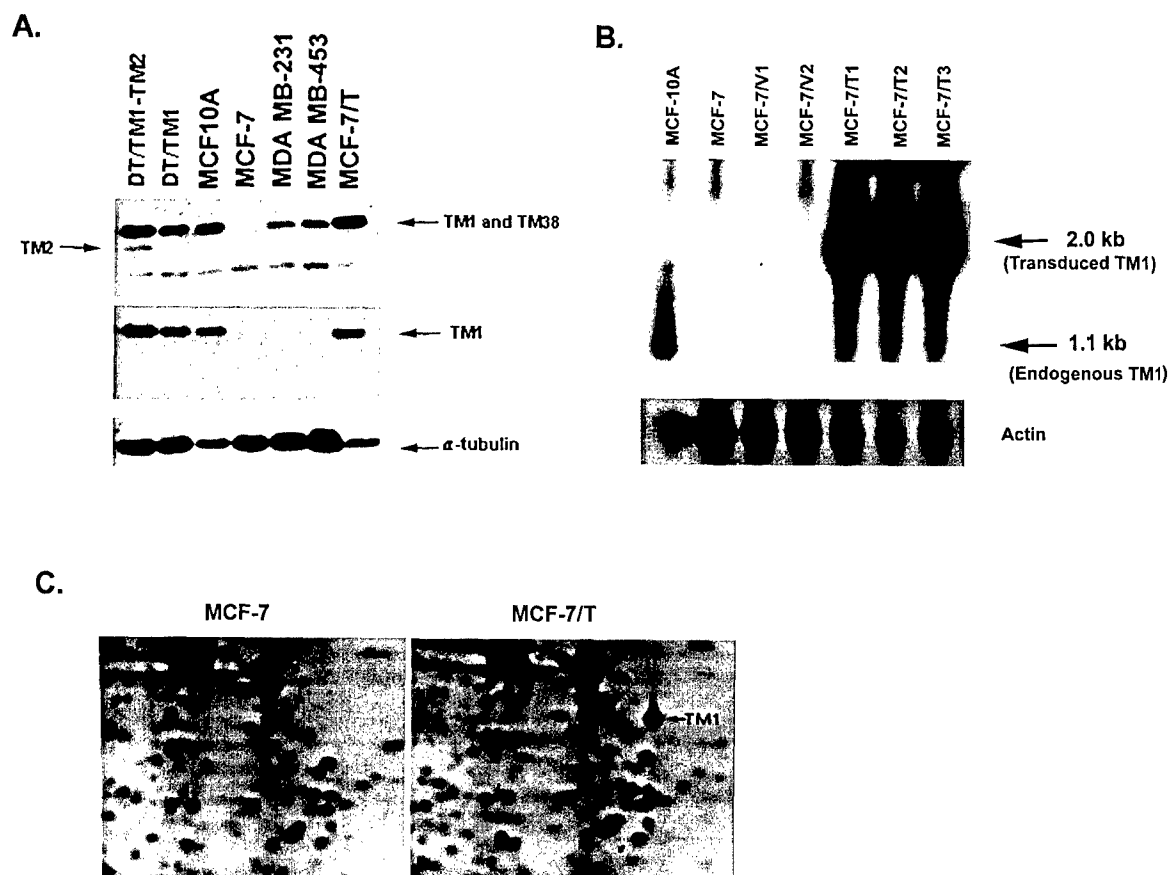 A.
DT/TM1-TM2
DT/TM1
MCF10A
MCF-7
MDA MB-231
MDA MB-453
MCF-7/T
TM1 and TM38
TM2
TM1
α-tubulin
B.
MCF-10A
MCF-7
MCF-7/V1
MCF-7/V2
MCF-7/T1
MCF-7/T2
MCF-7/T3
2.0 kb
(Transduced TM1)
1.1 kb
(Endogenous TM1)
Actin
C.
MCF-7
MCF-7/T
TM1